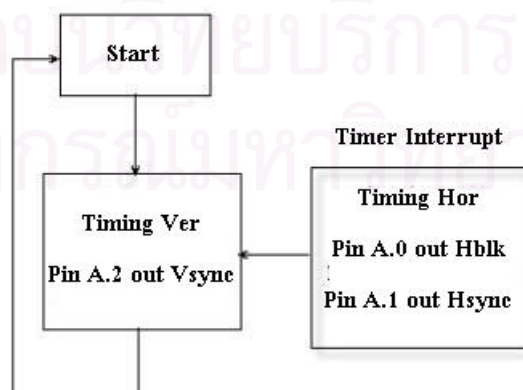 Start
Timer Interrupt
Timing Ver
Pin A.2 out Vsync
Timing Hor
Pin A.0 out Hblk
Pin A.1 out Hsync